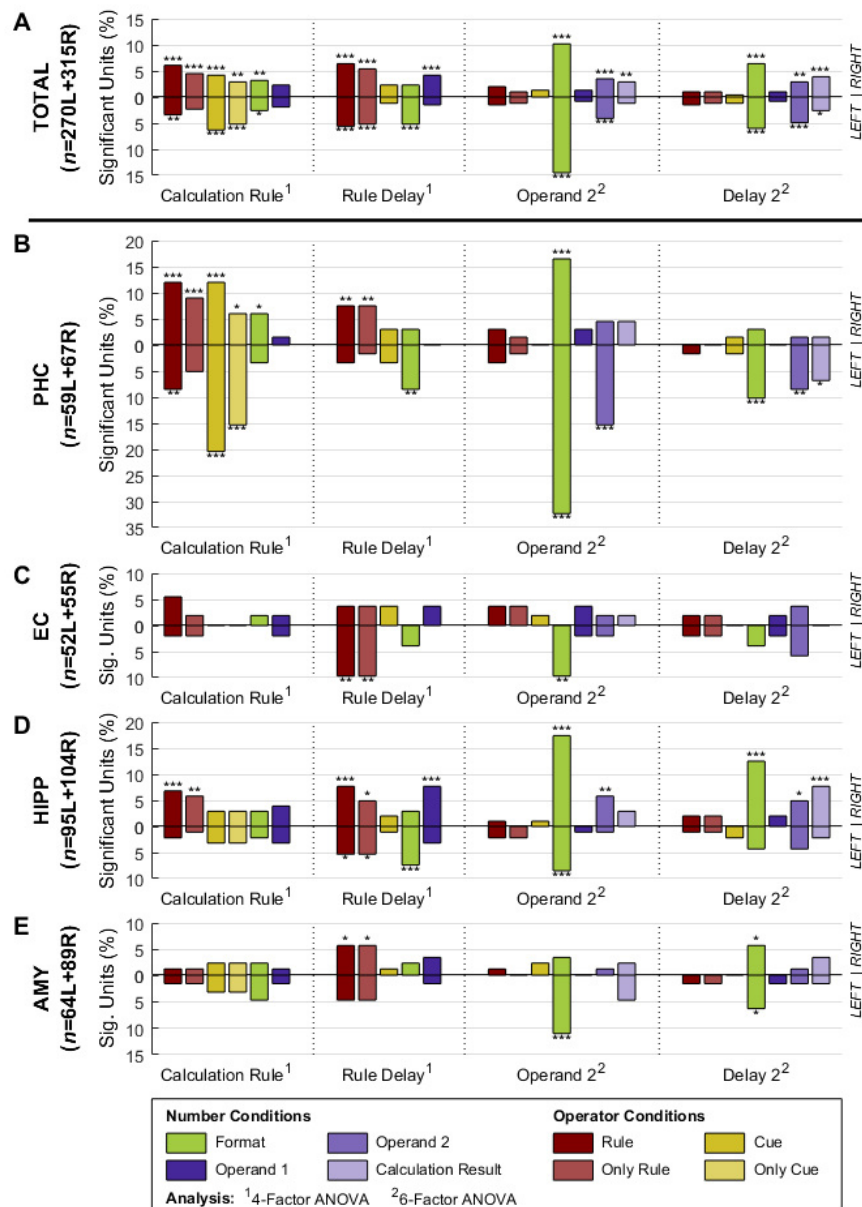 A
TOTAL
(n=270L+315R)
Significant Units (%)
15
10
5
0
5
10
15
*** *** *** ** **
** *** *** *
*** *** ***
*** *** ***
*** *** **
*** ***
*** ** ***
*** *** *
LEFT | RIGHT
Calculation Rule¹
Rule Delay¹
Operand 2²
Delay 2²
B
PHC
(n=59L+67R)
Significant Units (%)
20
15
10
5
0
5
10
15
20
25
30
35
*** *** *** * *
** *** ***
** **
**
***
*** ***
*** ** *
LEFT | RIGHT
Calculation Rule¹
Rule Delay¹
Operand 2²
Delay 2²
C
EC
(n=52L+55R)
Sig. Units (%)
10
5
0
5
10
** **
**
LEFT | RIGHT
Calculation Rule¹
Rule Delay¹
Operand 2²
Delay 2²
D
HIPP
(n=95L+104R)
Significant Units (%)
20
15
10
5
0
5
10
*** **
*** * ***
* * ***
*** **
***
*** * ***
LEFT | RIGHT
Calculation Rule¹
Rule Delay¹
Operand 2²
Delay 2²
E
AMY
(n=64L+89R)
Sig. Units (%)
10
5
0
5
10
15
* *
***
*
*
LEFT | RIGHT
Calculation Rule¹
Rule Delay¹
Operand 2²
Delay 2²
Number Conditions
Format
Operand 2
Operand 1
Calculation Result
Operator Conditions
Rule
Cue
Only Rule
Only Cue
Analysis: ¹4-Factor ANOVA ²6-Factor ANOVA